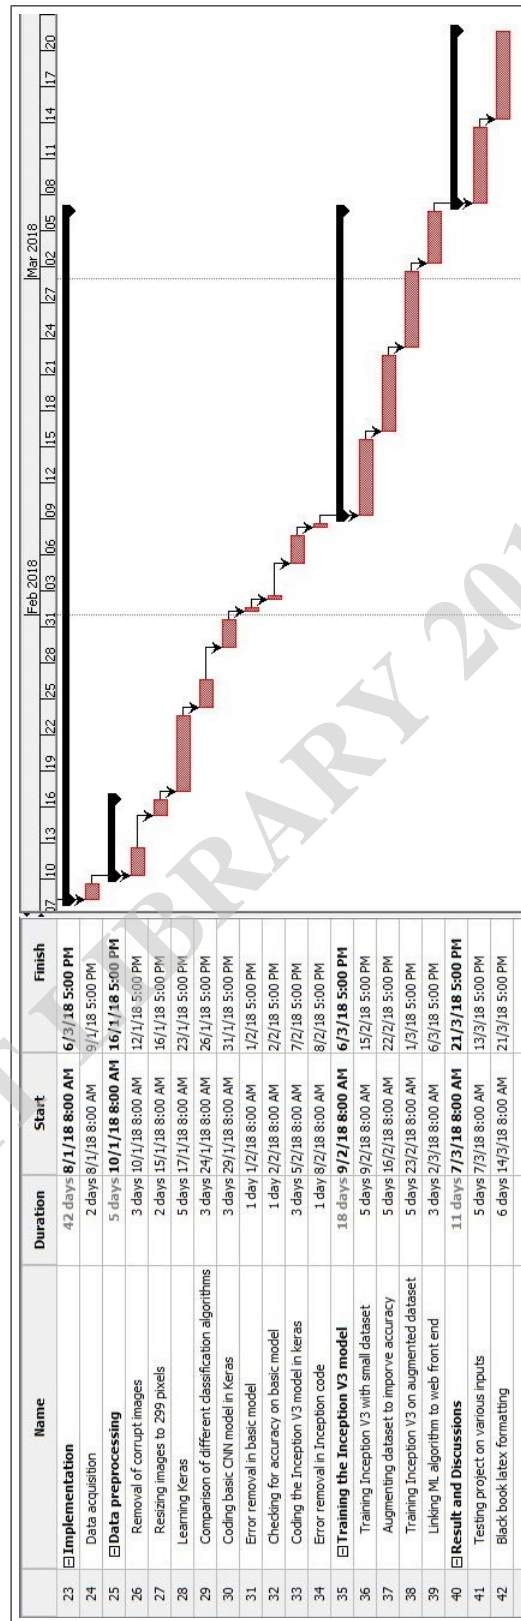 Name Duration Start Finish
23 Implementation 42 days 8/1/18 8:00 AM 6/3/18 5:00 PM
24 Data acquisition 2 days 8/1/18 8:00 AM 9/1/18 5:00 PM
25 Data preprocessing 5 days 10/1/18 8:00 AM 16/1/18 5:00 PM
26 Removal of corrupt images 3 days 10/1/18 8:00 AM 12/1/18 5:00 PM
27 Resizing images to 299 pixels 2 days 15/1/18 8:00 AM 16/1/18 5:00 PM
28 Learning Keras 5 days 17/1/18 8:00 AM 23/1/18 5:00 PM
29 Comparison of different classification algorithms 3 days 24/1/18 8:00 AM 26/1/18 5:00 PM
30 Coding basic CNN model in Keras 3 days 29/1/18 8:00 AM 31/1/18 5:00 PM
31 Error removal in basic model 1 day 1/2/18 8:00 AM 1/2/18 5:00 PM
32 Checking for accuracy on basic model 1 day 2/2/18 8:00 AM 2/2/18 5:00 PM
33 Coding the Inception V3 model in keras 3 days 5/2/18 8:00 AM 7/2/18 5:00 PM
34 Error removal in Inception code 1 day 8/2/18 8:00 AM 8/2/18 5:00 PM
35 Training the Inception V3 model 18 days 9/2/18 8:00 AM 6/3/18 5:00 PM
36 Training Inception V3 with small dataset 5 days 9/2/18 8:00 AM 15/2/18 5:00 PM
37 Augmenting dataset to imporve accuracy 5 days 16/2/18 8:00 AM 22/2/18 5:00 PM
38 Training Inception V3 on augmented dataset 5 days 23/2/18 8:00 AM 1/3/18 5:00 PM
39 Linking ML algorithm to web front end 3 days 2/3/18 8:00 AM 6/3/18 5:00 PM
40 Result and Discussions 11 days 7/3/18 8:00 AM 21/3/18 5:00 PM
41 Testing project on various inputs 5 days 7/3/18 8:00 AM 13/3/18 5:00 PM
42 Black book latex formatting 6 days 14/3/18 8:00 AM 21/3/18 5:00 PM
Feb 2018 Mar 2018
07 10 13 16 19 22 25 28 31 03 06 09 12 15 18 21 24 27 02 05 08 11 14 17 20
LIBRARY